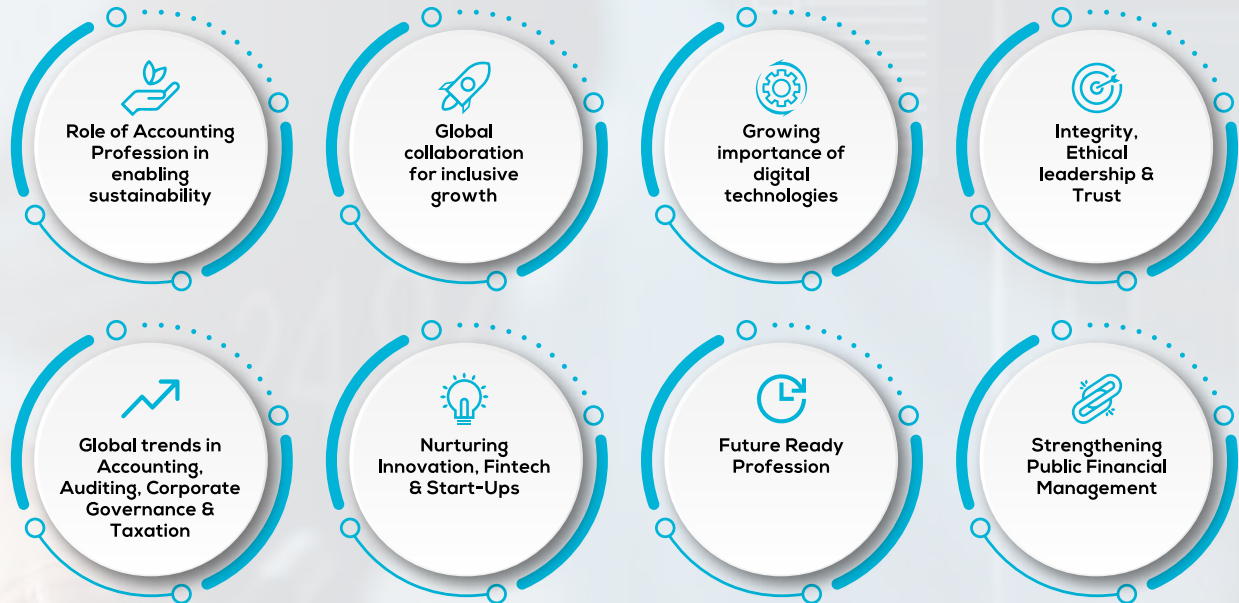 Role of Accounting
Profession in
enabling
sustainability
Global
collaboration
for inclusive
growth
Growing
importance of
digital
technologies
Integrity,
Ethical
leadership &
Trust
Global trends in
Accounting,
Auditing, Corporate
Governance &
Taxation
Nurturing
Innovation, Fintech
& Start-Ups
Future Ready
Profession
Strengthening
Public Financial
Management